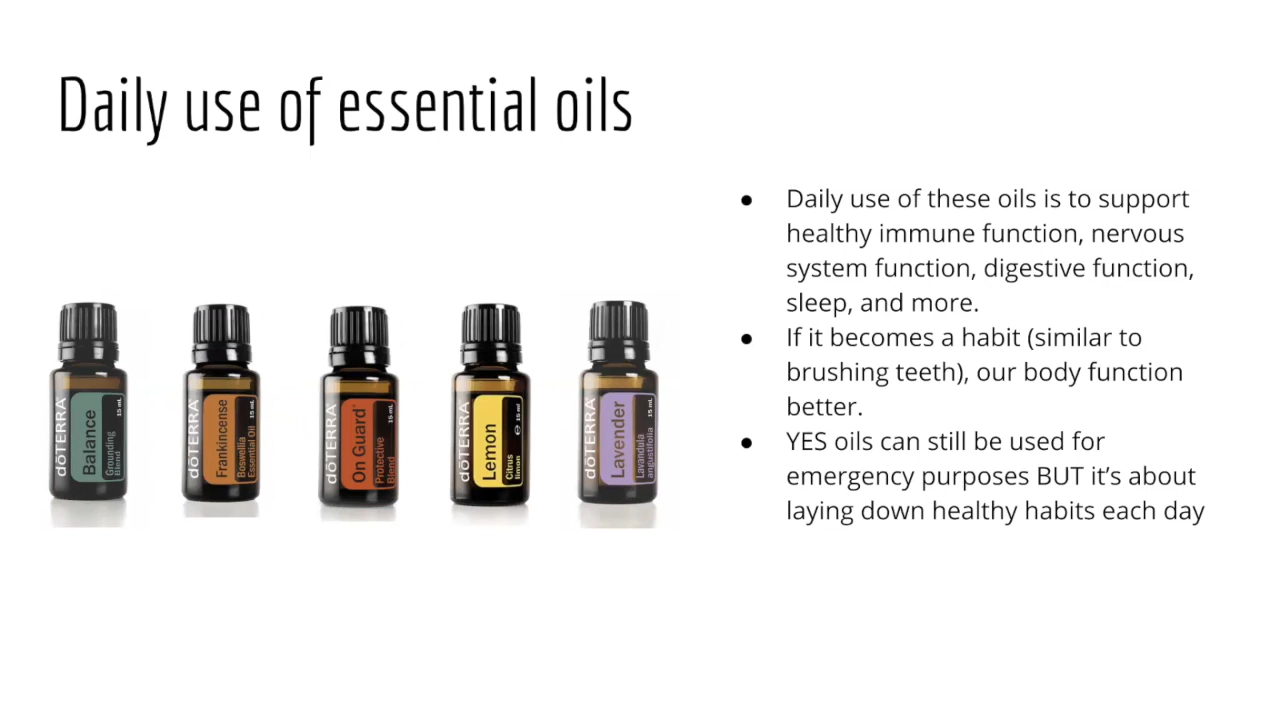 Daily use of essential oils
dōTERRA
Balance
Grounding
Blend
15 mL
dōTERRA
Frankincense
Boswellia
Essential Oil
15 mL
dōTERRA
On Guard®
Protective
Blend
15 mL
dōTERRA
Lemon
Citrus
limon
℮ 15 ml
dōTERRA
Lavender
Lavandula
angustifolia
15 mL
● Daily use of these oils is to support
healthy immune function, nervous
system function, digestive function,
sleep, and more.
● If it becomes a habit (similar to
brushing teeth), our body function
better.
● YES oils can still be used for
emergency purposes BUT it’s about
laying down healthy habits each day